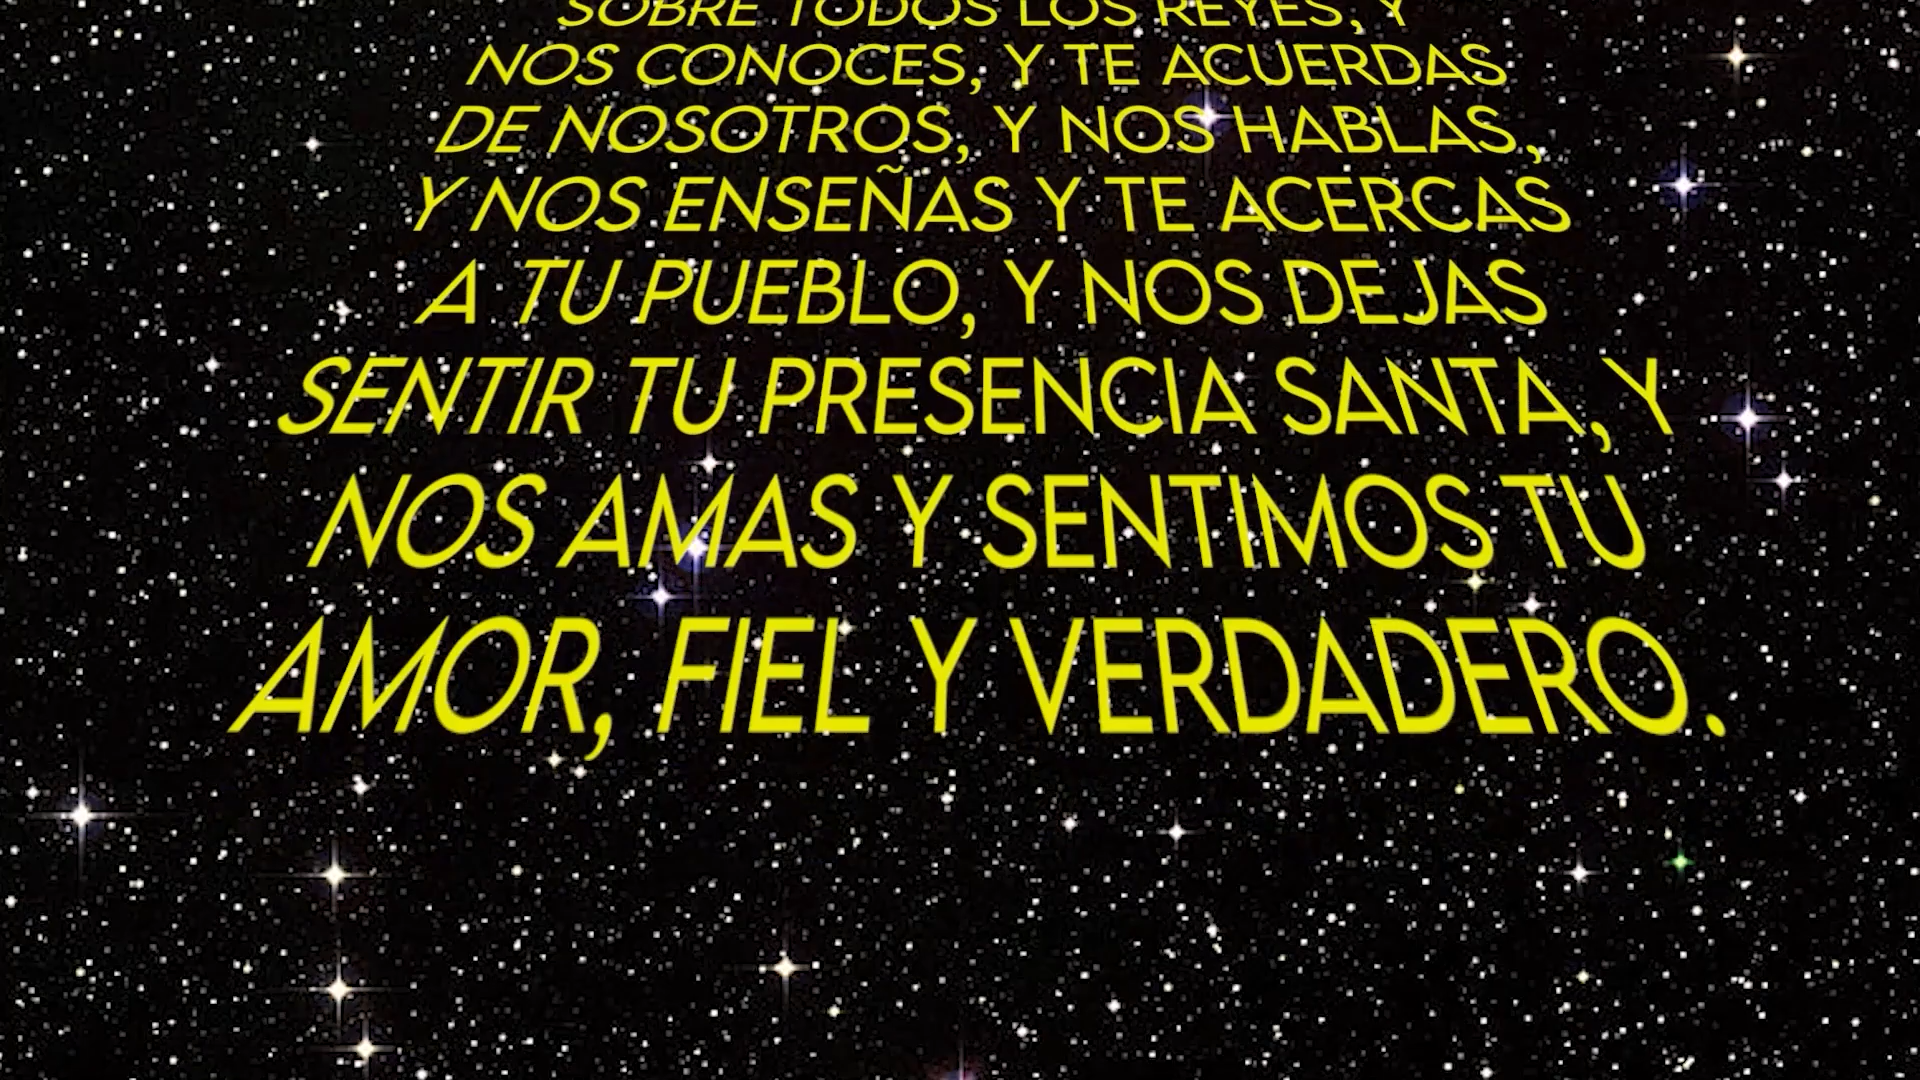 SOBRE TODOS LOS REYES, Y
NOS CONOCES, Y TE ACUERDAS
DE NOSOTROS, Y NOS HABLAS,
Y NOS ENSEÑAS Y TE ACERCAS
A TU PUEBLO, Y NOS DEJAS
SENTIR TU PRESENCIA SANTA, Y
NOS AMAS Y SENTIMOS TU
AMOR, FIEL Y VERDADERO.